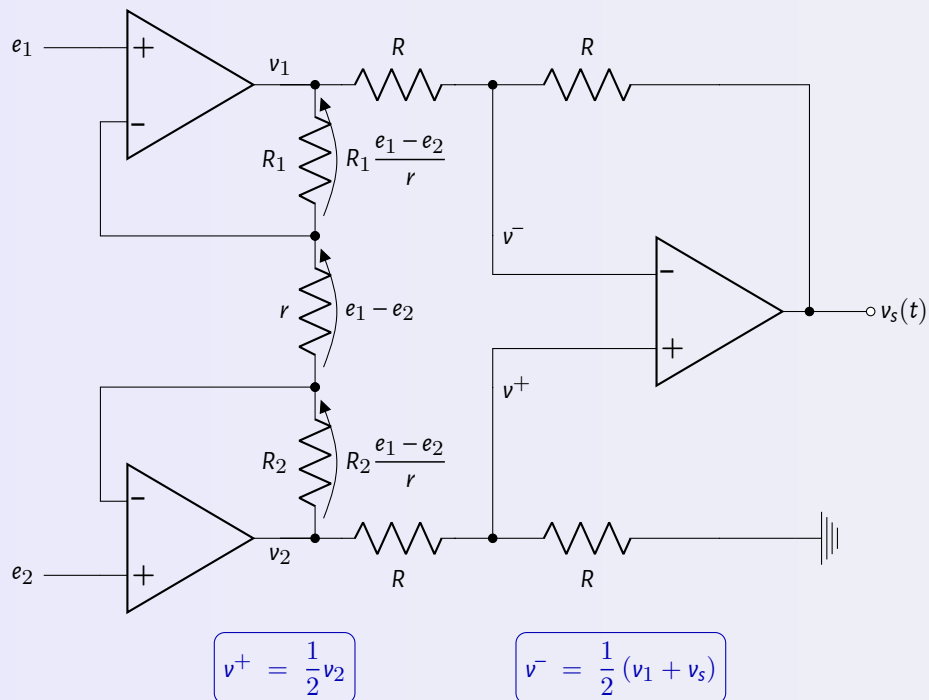 e₁
+
−
v₁
R
R
R₁
R₁ (e₁ − e₂)/r
v⁻
−
+
r
e₁ − e₂
vₛ(t)
v⁺
R₂
R₂ (e₁ − e₂)/r
−
+
v₂
e₂
R
R
v⁺ = 1/2 v₂
v⁻ = 1/2 (v₁ + vₛ)